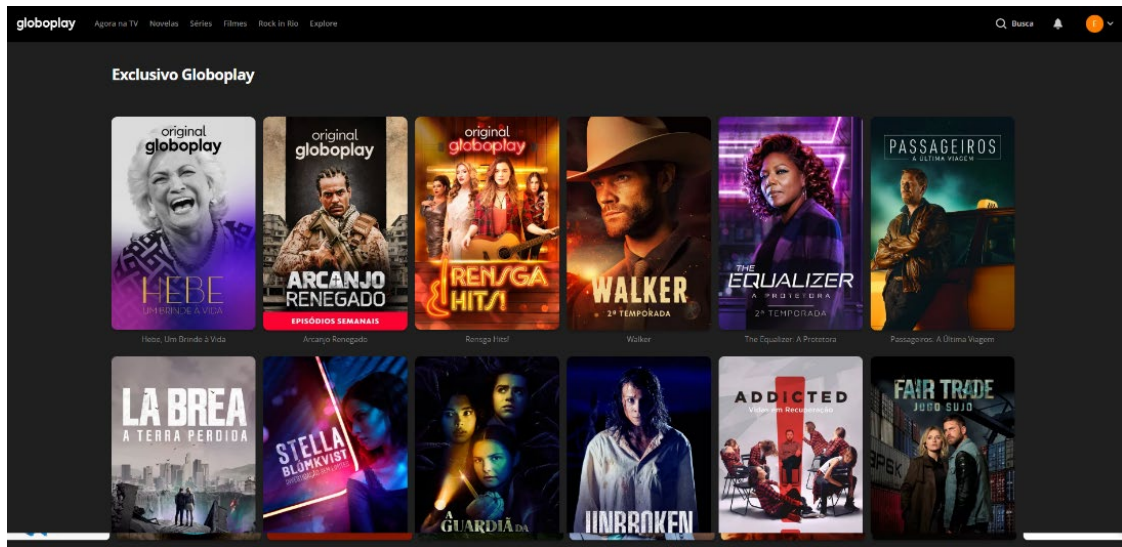 globoplay Agora na TV Novelas Séries Filmes Rock in Rio Explore Busca
Exclusivo Globoplay
original
globoplay
HEBE
UM BRINDE À VIDA
original
globoplay
ARCANJO
RENEGADO
EPISÓDIOS SEMANAIS
original
globoplay
RENSGA
HITS!
WALKER
2ª TEMPORADA
THE
EQUALIZER
A PROTETORA
2ª TEMPORADA
PASSAGEIROS
A ÚLTIMA VIAGEM
Hebe, Um Brinde à Vida
Arcanjo Renegado
Rensga Hits!
Walker
The Equalizer: A Protetora
Passageiros: A Última Viagem
LA BREA
A TERRA PERDIDA
STELLA
BLÓMKVIST
A
GUARDIÃ DA
UNBROKEN
ADDICTED
Vidas em Recuperação
FAIR TRADE
JOGO SUJO